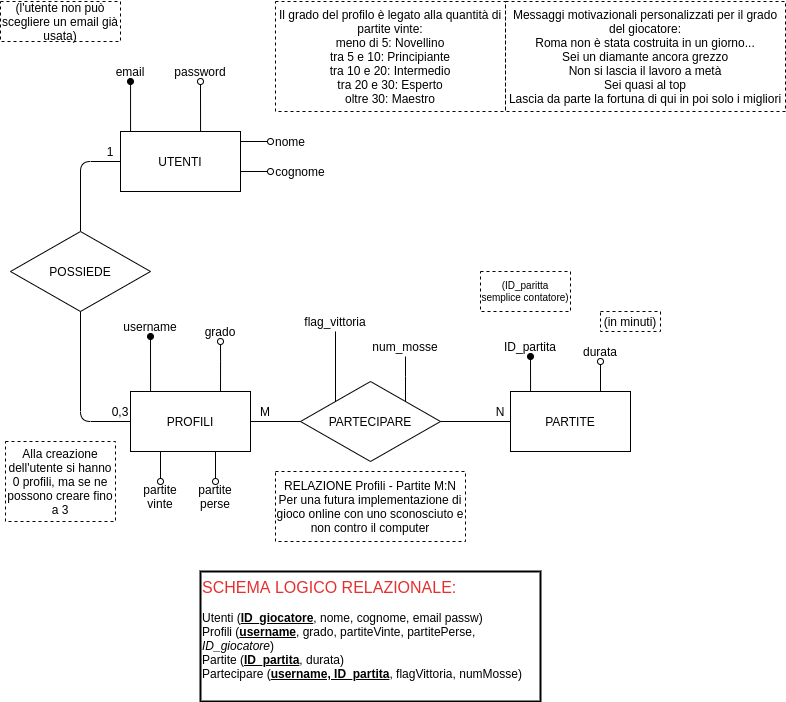 (l'utente non può
scegliere un email già
usata)
Il grado del profilo è legato alla quantità di
partite vinte:
meno di 5: Novellino
tra 5 e 10: Principiante
tra 10 e 20: Intermedio
tra 20 e 30: Esperto
oltre 30: Maestro
Messaggi motivazionali personalizzati per il grado
del giocatore:
Roma non è stata costruita in un giorno...
Sei un diamante ancora grezzo
Non si lascia il lavoro a metà
Sei quasi al top
Lascia da parte la fortuna di qui in poi solo i migliori
email
password
UTENTI
nome
cognome
1
POSSIEDE
0,3
username
grado
PROFILI
partite
vinte
partite
perse
Alla creazione
dell'utente si hanno
0 profili, ma se ne
possono creare fino
a 3
M
flag_vittoria
num_mosse
PARTECIPARE
N
RELAZIONE Profili - Partite M:N
Per una futura implementazione di
gioco online con uno sconosciuto e
non contro il computer
(ID_paritta
semplice contatore)
(in minuti)
ID_partita
durata
PARTITE
SCHEMA LOGICO RELAZIONALE:
Utenti (ID_giocatore, nome, cognome, email passw)
Profili (username, grado, partiteVinte, partitePerse,
ID_giocatore)
Partite (ID_partita, durata)
Partecipare (username, ID_partita, flagVittoria, numMosse)